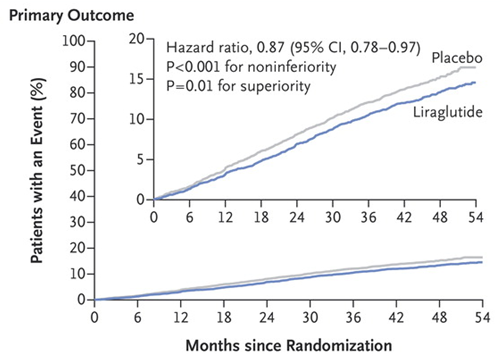 Primary Outcome
Patients with an Event (%)
100
90
80
70
60
50
40
30
20
10
0
20
15
10
5
0
Hazard ratio, 0.87 (95% CI, 0.78–0.97)
P<0.001 for noninferiority
P=0.01 for superiority
Placebo
Liraglutide
0 6 12 18 24 30 36 42 48 54
0 6 12 18 24 30 36 42 48 54
Months since Randomization